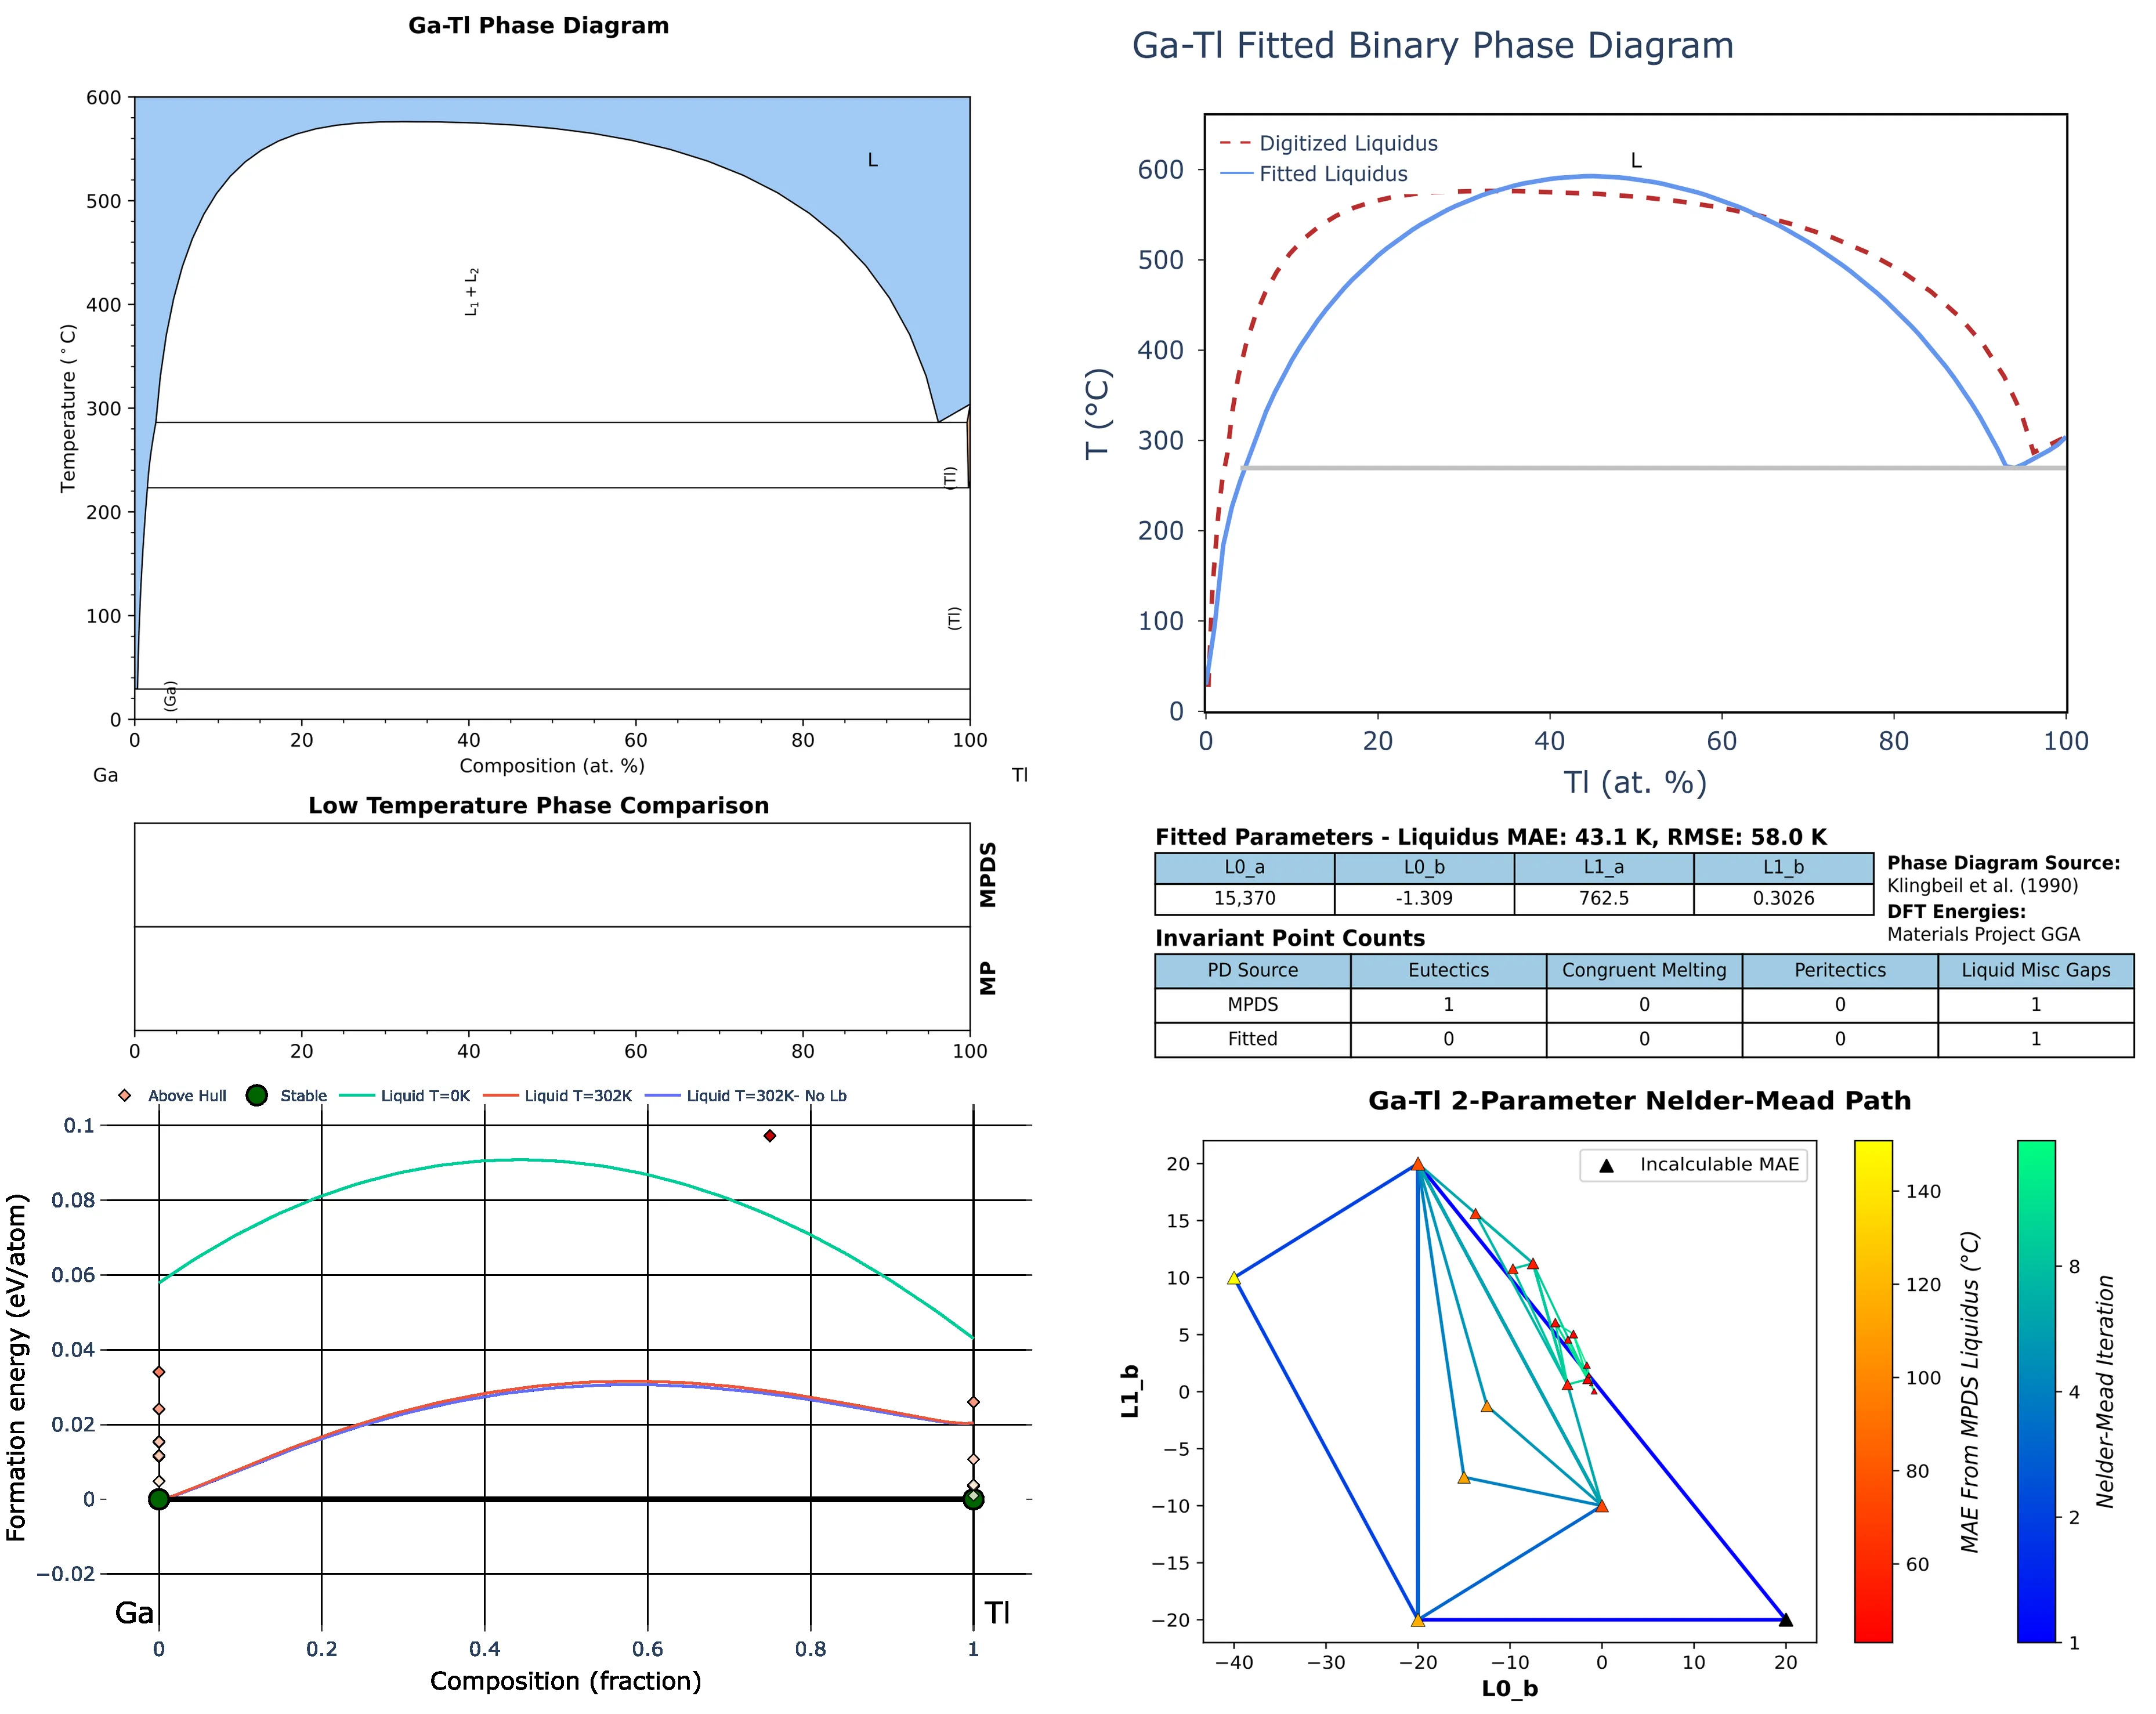 Ga-Tl Phase Diagram
600
500
400
300
200
100
0
Temperature (°C)
L
L1 + L2
(Tl)
(Tl)
(Ga)
0 20 40 60 80 100
Composition (at. %)
Ga Tl
Low Temperature Phase Comparison
MPDS
MP
0 20 40 60 80 100
Above Hull Stable Liquid T=0K Liquid T=302K Liquid T=302K- No Lb
0.1
0.08
0.06
0.04
0.02
0
−0.02
Formation energy (eV/atom)
Ga Tl
0 0.2 0.4 0.6 0.8 1
Composition (fraction)
Ga-Tl Fitted Binary Phase Diagram
Digitized Liquidus
Fitted Liquidus
L
600
500
400
300
200
100
0
T (°C)
0 20 40 60 80 100
Tl (at. %)
Fitted Parameters - Liquidus MAE: 43.1 K, RMSE: 58.0 K
L0_a L0_b L1_a L1_b
15,370 -1.309 762.5 0.3026
Phase Diagram Source:
Klingbeil et al. (1990)
DFT Energies:
Materials Project GGA
Invariant Point Counts
PD Source Eutectics Congruent Melting Peritectics Liquid Misc Gaps
MPDS 1 0 0 1
Fitted 0 0 0 1
Ga-Tl 2-Parameter Nelder-Mead Path
Incalculable MAE
20
15
10
5
0
−5
−10
−15
−20
L1_b
−40 −30 −20 −10 0 10 20
L0_b
140
120
100
80
60
MAE From MPDS Liquidus (°C)
8
4
2
1
Nelder-Mead Iteration